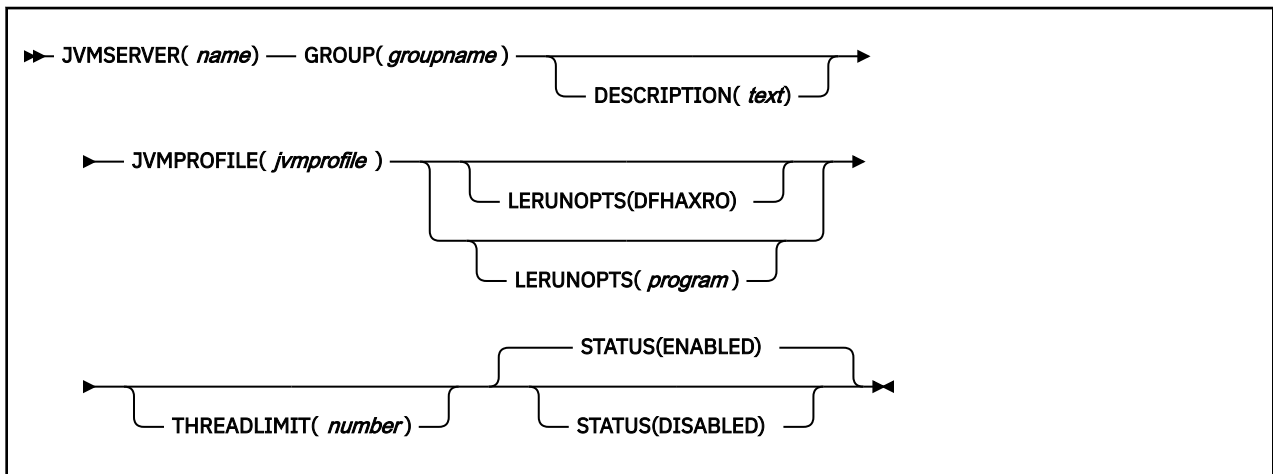 JVMSERVER( name) GROUP( groupname )
DESCRIPTION( text)
JVMPROFILE( jvmprofile )
LERUNOPTS(DFHAXRO)
LERUNOPTS( program )
STATUS(ENABLED)
THREADLIMIT( number )
STATUS(DISABLED)